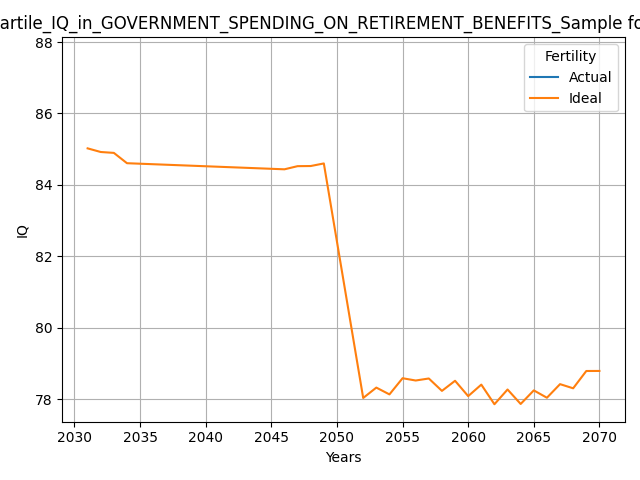 artile_IQ_in_GOVERNMENT_SPENDING_ON_RETIREMENT_BENEFITS_Sample fo
Fertility
Actual
Ideal
88
86
84
82
80
78
IQ
2030 2035 2040 2045 2050 2055 2060 2065 2070
Years